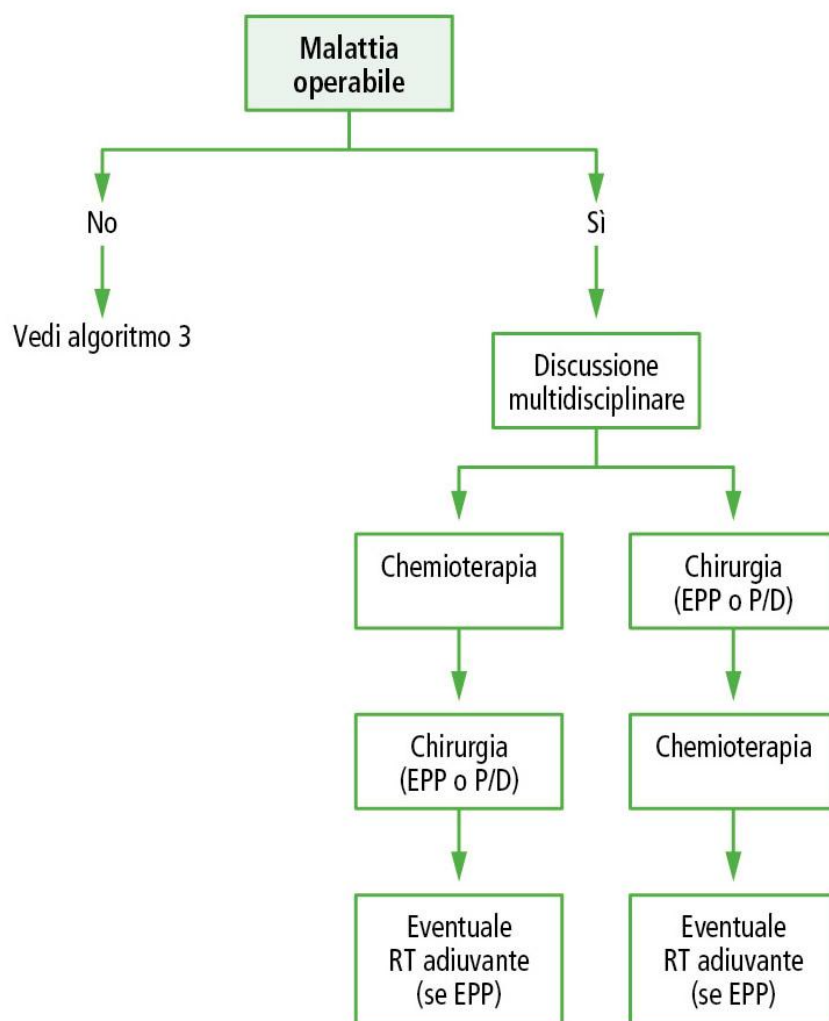 Malattia
operabile
No
Sì
Vedi algoritmo 3
Discussione
multidisciplinare
Chemioterapia
Chirurgia
(EPP o P/D)
Chirurgia
(EPP o P/D)
Chemioterapia
Eventuale
RT adiuvante
(se EPP)
Eventuale
RT adiuvante
(se EPP)